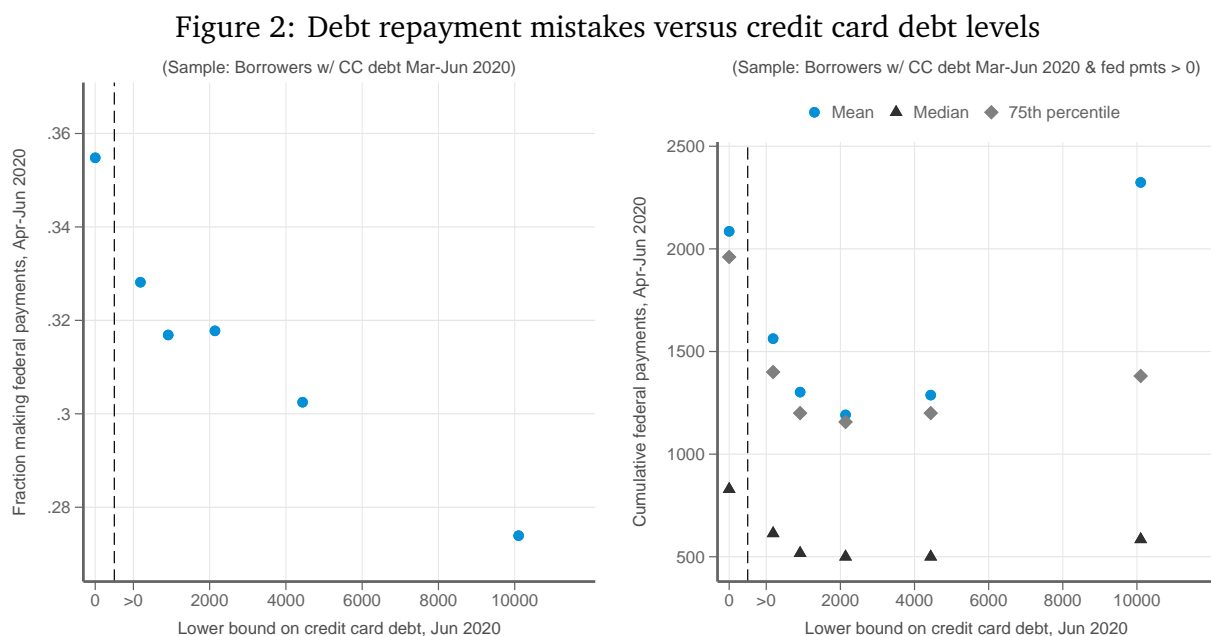 Figure 2: Debt repayment mistakes versus credit card debt levels
(Sample: Borrowers w/ CC debt Mar-Jun 2020)
Fraction making federal payments, Apr-Jun 2020
.36
.34
.32
.3
.28
0 >0 2000 4000 6000 8000 10000
Lower bound on credit card debt, Jun 2020
(Sample: Borrowers w/ CC debt Mar-Jun 2020 & fed pmts > 0)
Mean Median 75th percentile
Cumulative federal payments, Apr-Jun 2020
2500
2000
1500
1000
500
0 >0 2000 4000 6000 8000 10000
Lower bound on credit card debt, Jun 2020